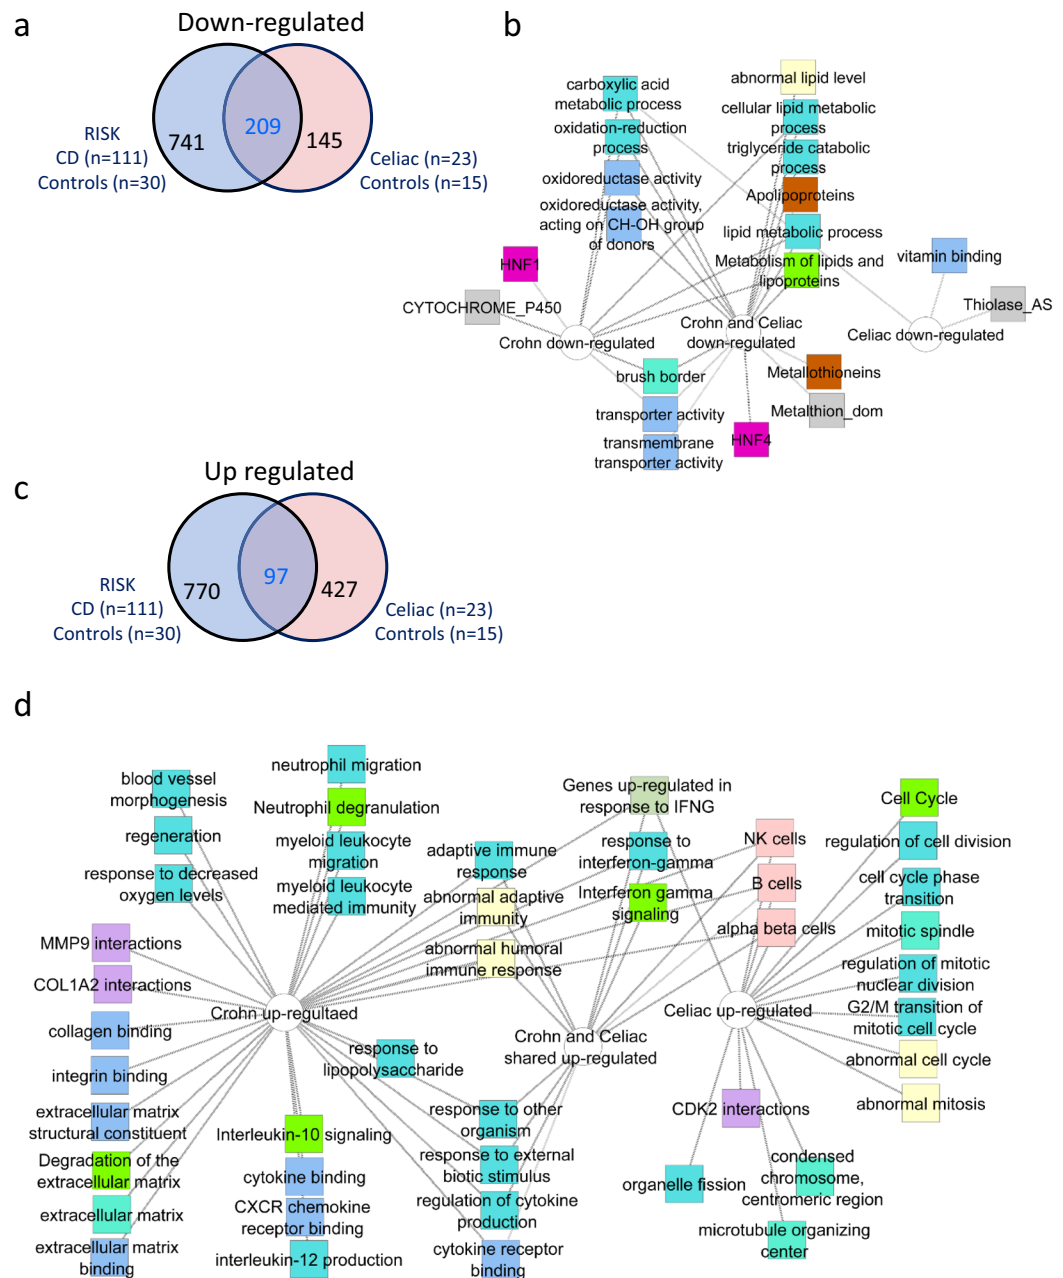 a
Down-regulated
741
209
145
RISK
CD (n=111)
Controls (n=30)
Celiac (n=23)
Controls (n=15)
b
carboxylic acid
metabolic process
oxidation-reduction
process
oxidoreductase activity
oxidoreductase activity,
acting on CH-OH group
of donors
abnormal lipid level
cellular lipid metabolic
process
triglyceride catabolic
process
Apolipoproteins
lipid metabolic process
Metabolism of lipids and
lipoproteins
vitamin binding
HNF1
CYTOCHROME_P450
Thiolase_AS
Crohn down-regulated
Crohn and Celiac
down-regulated
Celiac down-regulated
brush border
transporter activity
transmembrane
transporter activity
Metallothioneins
Metalthion_dom
HNF4
c
Up regulated
770
97
427
RISK
CD (n=111)
Controls (n=30)
Celiac (n=23)
Controls (n=15)
d
blood vessel
morphogenesis
regeneration
response to decreased
oxygen levels
neutrophil migration
Neutrophil degranulation
myeloid leukocyte
migration
myeloid leukocyte
mediated immunity
adaptive immune
response
abnormal adaptive
immunity
abnormal humoral
immune response
Genes up-regulated in
response to IFNG
response to
interferon-gamma
Interferon gamma
signaling
NK cells
B cells
alpha beta cells
Cell Cycle
regulation of cell division
cell cycle phase
transition
mitotic spindle
regulation of mitotic
nuclear division
G2/M transition of
mitotic cell cycle
abnormal cell cycle
abnormal mitosis
MMP9 interactions
COL1A2 interactions
collagen binding
integrin binding
extracellular matrix
structural constituent
Degradation of the
extracellular matrix
extracellular matrix
extracellular matrix
binding
Crohn up-regultaed
Crohn and Celiac
shared up-regulated
Celiac up-regulated
response to
lipopolysaccharide
Interleukin-10 signaling
cytokine binding
CXCR chemokine
receptor binding
interleukin-12 production
response to other
organism
response to external
biotic stimulus
regulation of cytokine
production
cytokine receptor
binding
CDK2 interactions
organelle fission
condensed
chromosome,
centromeric region
microtubule organizing
center